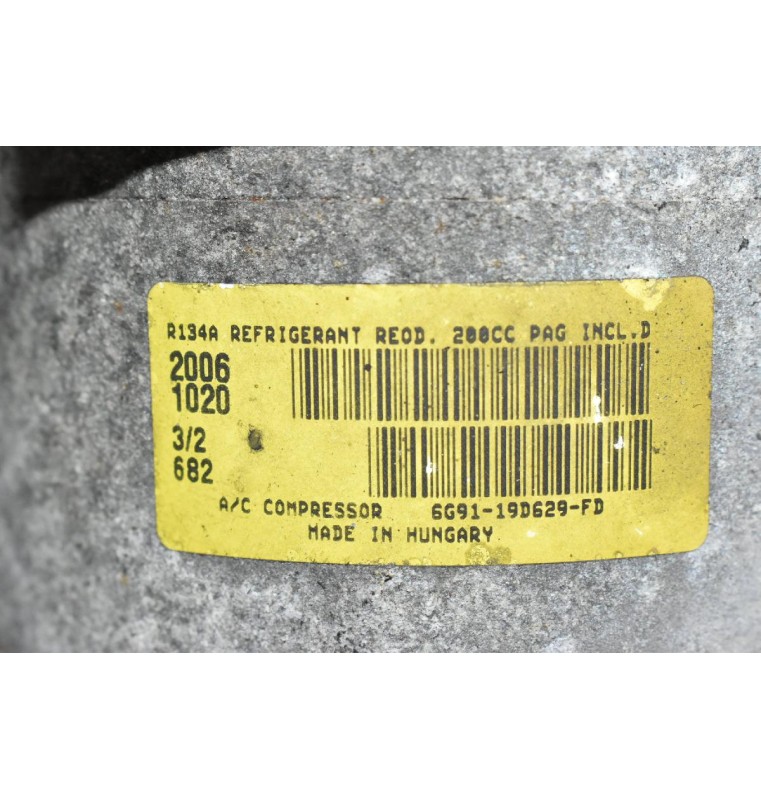 R134A REFRIGERANT REQD. 200CC PAG INCL.D
2006
1020
3/2
682
A/C COMPRESSOR 6G91-19D629-FD
MADE IN HUNGARY